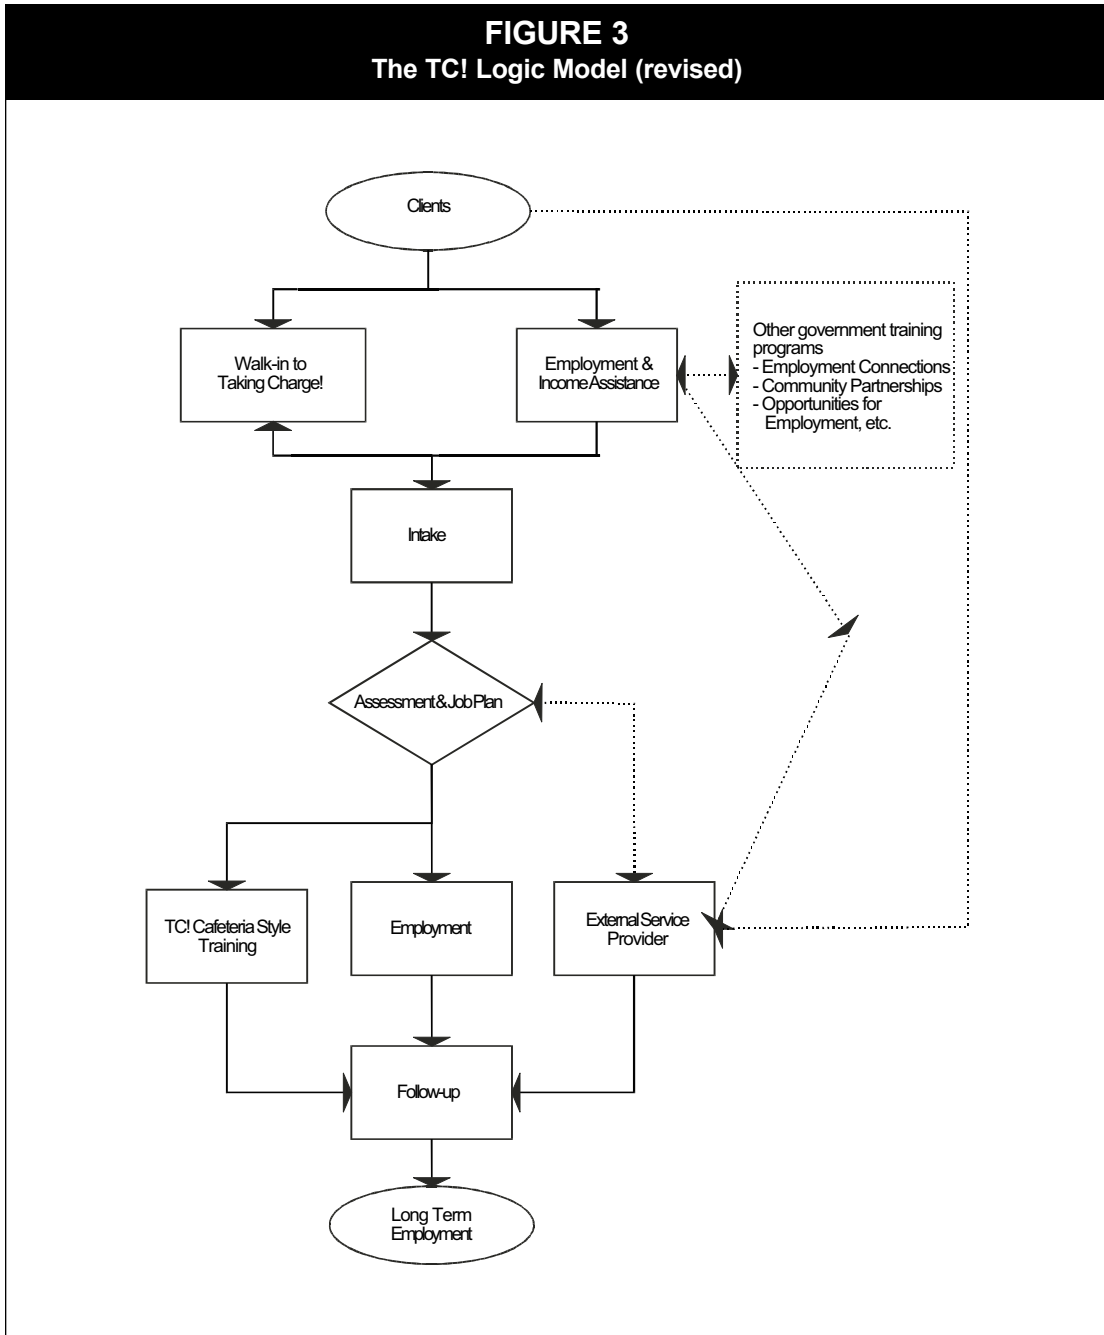 FIGURE 3
The TC! Logic Model (revised)
Clients
Walk-in to
Taking Charge!
Employment &
Income Assistance
Other government training
programs
- Employment Connections
- Community Partnerships
- Opportunities for
Employment, etc.
Intake
Assessment & Job Plan
TC! Cafeteria Style
Training
Employment
External Service
Provider
Follow-up
Long Term
Employment